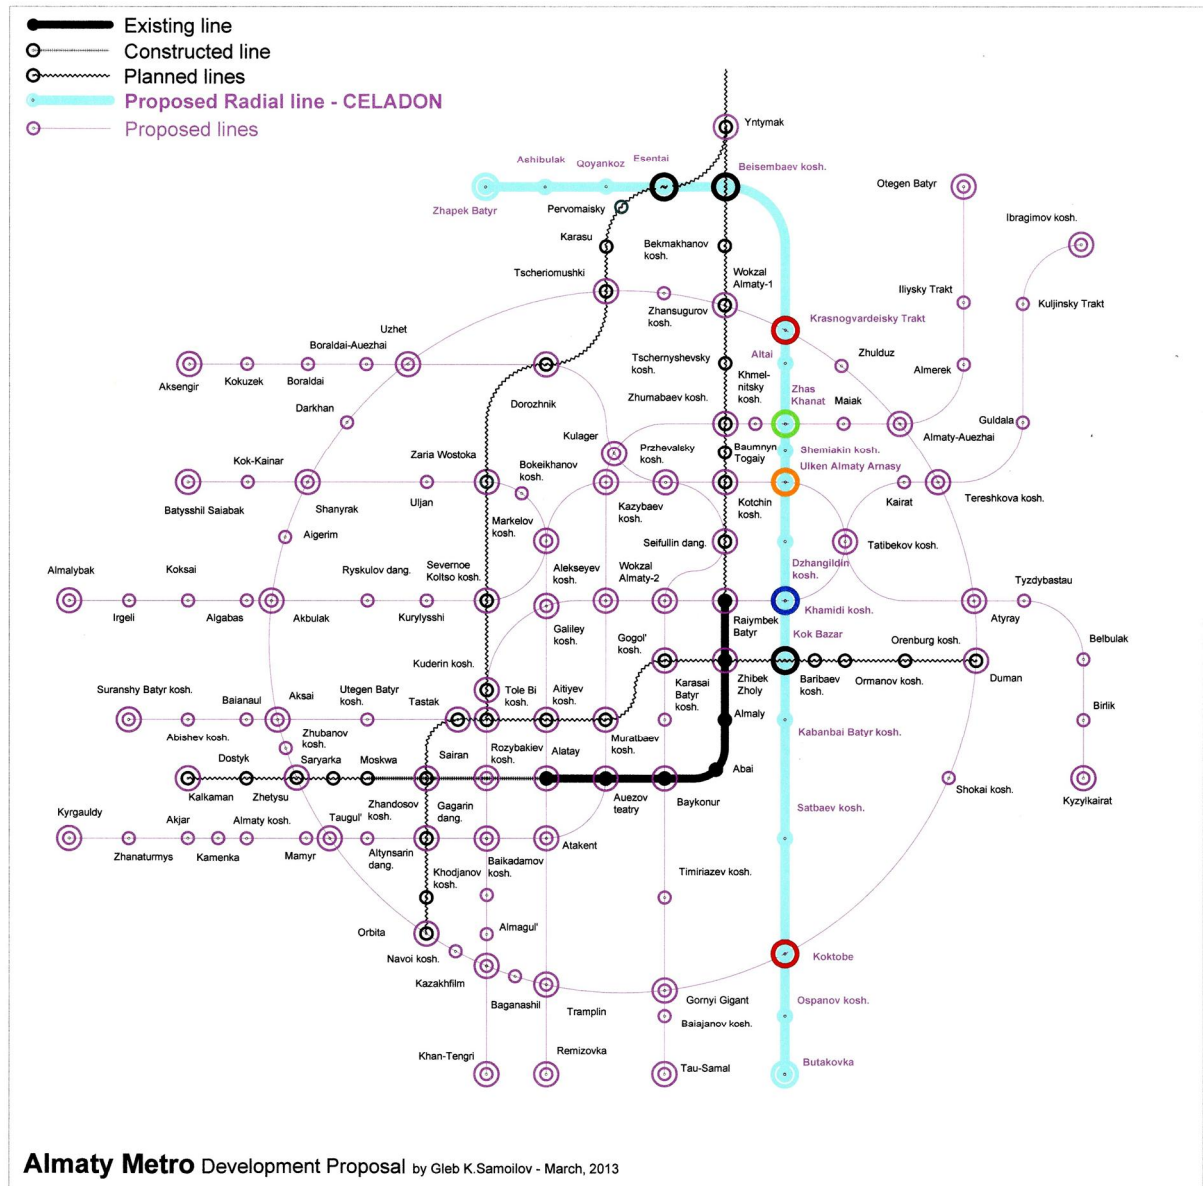 Existing line
Constructed line
Planned lines
Proposed Radial line - CELADON
Proposed lines
Yntymak
Ashibulak
Qoyankoz
Esentai
Beisembaev kosh.
Otegen Batyr
Zhapek Batyr
Pervomaisky
Ibragimov kosh.
Karasu
Bekmakhanov
kosh.
Tscheriomushki
Wokzal
Almaty-1
Iliysky Trakt
Kuljinsky Trakt
Zhansugurov
kosh.
Krasnogvardeisky Trakt
Uzhet
Boraldai-Auezhai
Altai
Zhulduz
Aksengir
Kokuzek
Boraldai
Tschernyshevsky
kosh.
Khmel-
nitsky
kosh.
Almerek
Dorozhnik
Zhumabaev kosh.
Zhas
Khanat
Maiak
Guldala
Darkhan
Almaty-Auezhai
Kulager
Przhevalsky
kosh.
Baumnyn
Togaiy
Shemiakin kosh.
Kok-Kainar
Zaria Wostoka
Bokeikhanov
kosh.
Ulken Almaty Arnasy
Batysshil Saiabak
Shanyrak
Uljan
Kazybaev
kosh.
Kotchin
kosh.
Kairat
Tereshkova kosh.
Markelov
kosh.
Aigerim
Seifullin dang.
Tatibekov kosh.
Almalybak
Koksai
Ryskulov dang.
Severnoe
Koltso kosh.
Alekseyev
kosh.
Wokzal
Almaty-2
Dzhangildin
kosh.
Tyzdybastau
Irgeli
Algabas
Akbulak
Kurylysshi
Galiley
kosh.
Raiymbek
Batyr
Khamidi kosh.
Atyray
Gogol'
kosh.
Kok Bazar
Orenburg kosh.
Belbulak
Kuderin kosh.
Karasai
Batyr
kosh.
Zhibek
Zholy
Baribaev
kosh.
Ormanov kosh.
Duman
Suranshy Batyr kosh.
Baianaul
Aksai
Utegen Batyr
kosh.
Tastak
Tole Bi
kosh.
Aitiyev
kosh.
Almaly
Birlik
Abishev kosh.
Zhubanov
kosh.
Muratbaev
kosh.
Kabanbai Batyr kosh.
Dostyk
Saryarka
Moskwa
Sairan
Rozybakiev
kosh.
Alatay
Abai
Kalkaman
Zhetysu
Zhandosov
kosh.
Gagarin
dang.
Auezov
teatry
Baykonur
Shokai kosh.
Kyzylkairat
Kyrgauldy
Akjar
Almaty kosh.
Taugul'
Satbaev kosh.
Zhanaturmys
Kamenka
Mamyr
Altynsarin
dang.
Baikadamov
kosh.
Atakent
Khodjanov
kosh.
Timiriazev kosh.
Orbita
Almagul'
Navoi kosh.
Koktobe
Kazakhfilm
Baganashil
Tramplin
Gornyi Gigant
Ospanov kosh.
Baiajanov kosh.
Khan-Tengri
Remizovka
Tau-Samal
Butakovka
Almaty Metro Development Proposal by Gleb K.Samoilov - March, 2013